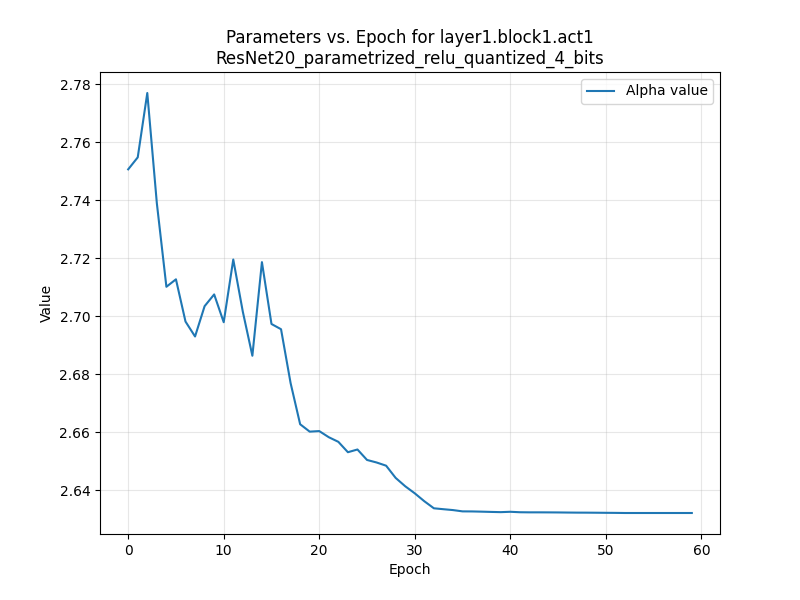 Parameters vs. Epoch for layer1.block1.act1
ResNet20_parametrized_relu_quantized_4_bits
Alpha value
2.78
2.76
2.74
2.72
2.70
2.68
2.66
2.64
Value
0 10 20 30 40 50 60
Epoch